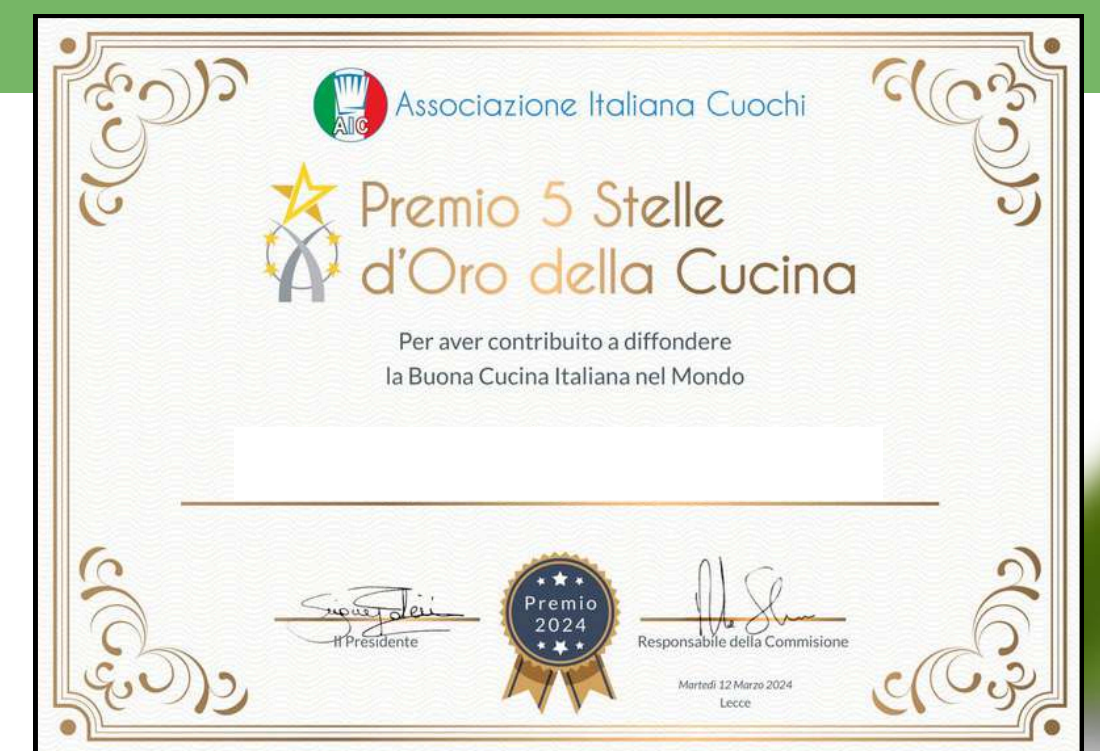 AIC
Associazione Italiana Cuochi
Premio 5 Stelle
d'Oro della Cucina
Per aver contribuito a diffondere
la Buona Cucina Italiana nel Mondo
Premio
2024
Il Presidente
Responsabile della Commisione
Martedì 12 Marzo 2024
Lecce